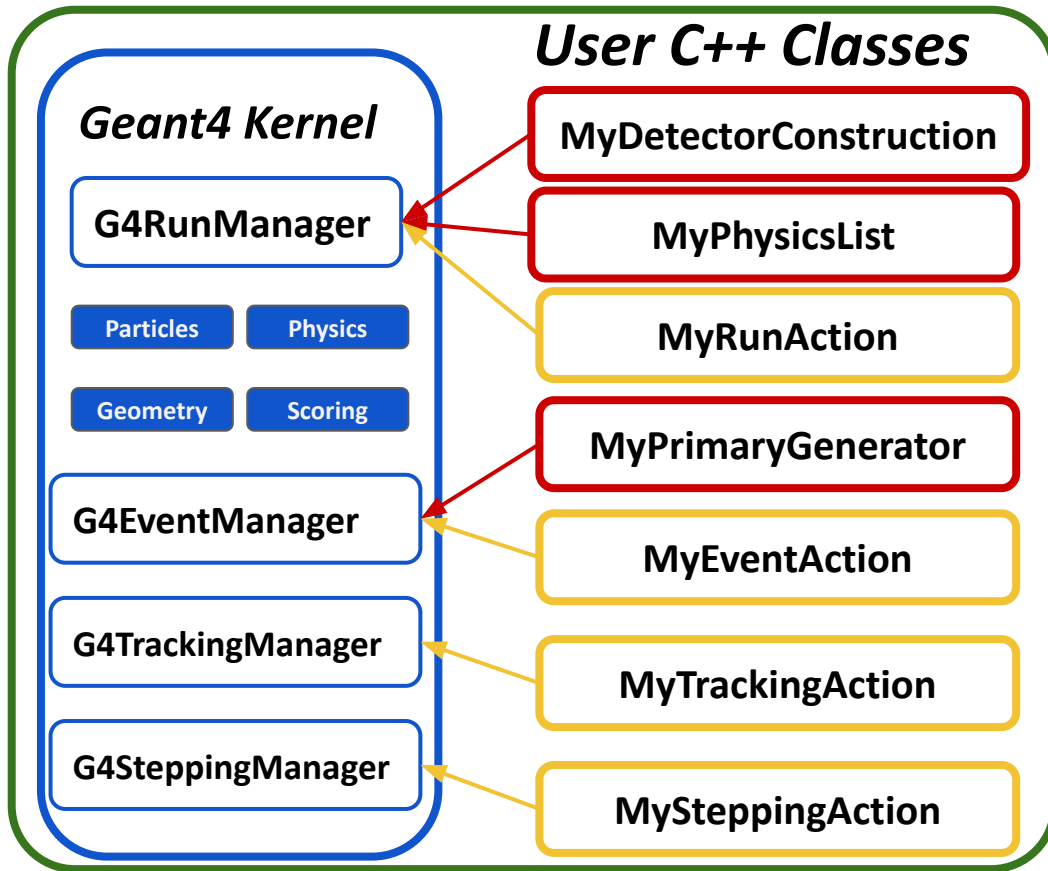 User C++ Classes
Geant4 Kernel
MyDetectorConstruction
G4RunManager
MyPhysicsList
Particles
Physics
MyRunAction
Geometry
Scoring
MyPrimaryGenerator
G4EventManager
MyEventAction
G4TrackingManager
MyTrackingAction
G4SteppingManager
MySteppingAction